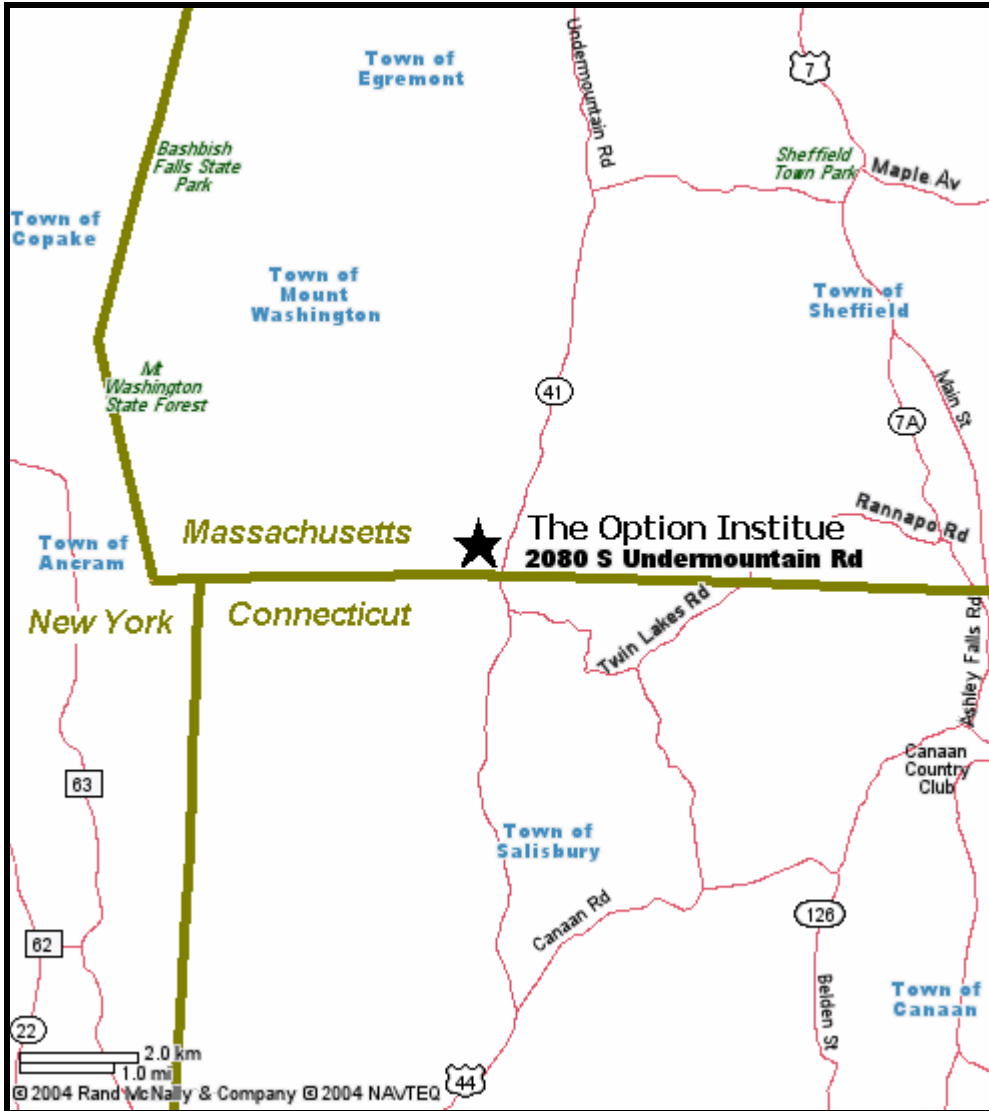 Town of
Egremont
Undermountain Rd
7
Bashbish
Falls State
Park
Sheffield
Town Park
Maple Av
Town of
Copake
Town of
Mount
Washington
Town of
Sheffield
Mt
Washington
State Forest
41
Main St
7A
Rannapo Rd
Massachusetts
The Option Institue
2080 S Undermountain Rd
Town of
Ancram
New York
Connecticut
Twin Lakes Rd
Ashley Falls Rd
Canaan
Country
Club
63
Town of
Salisbury
Canaan Rd
126
62
Belden St
Town of
Canaan
22
2.0 km
1.0 mi
44
© 2004 Rand McNally & Company © 2004 NAVTEQ